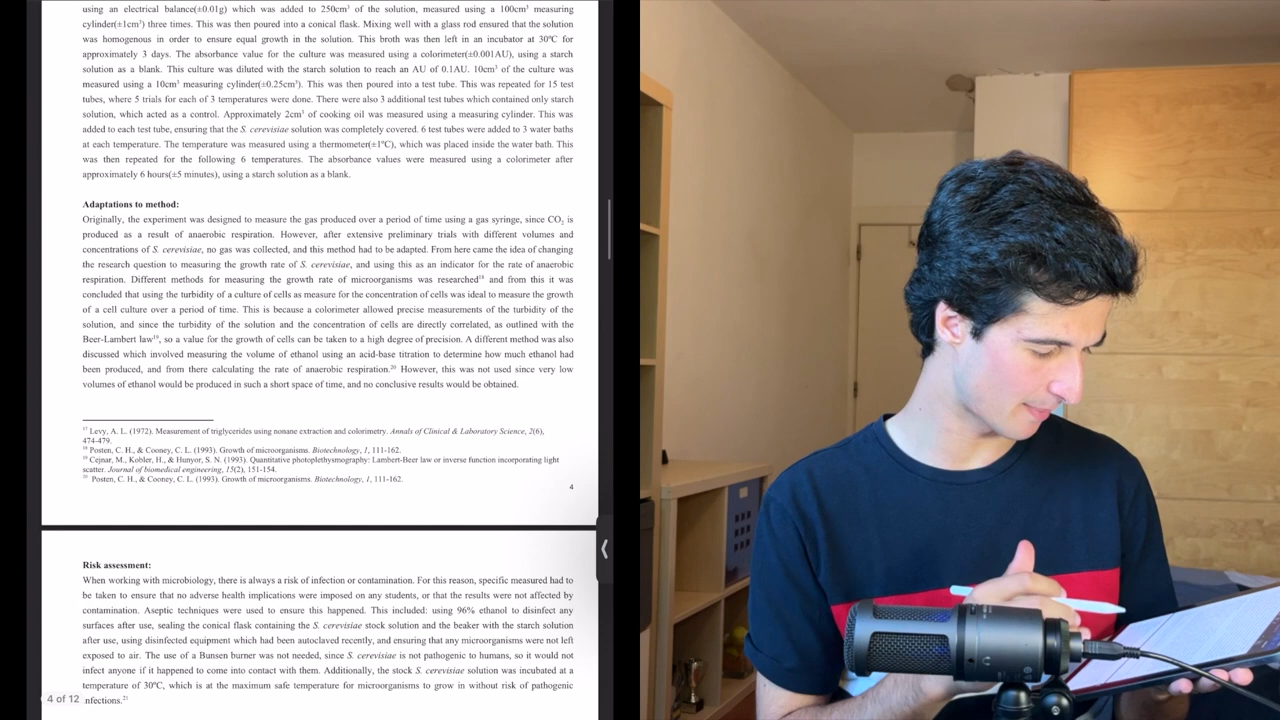 using an electrical balance(±0.01g) which was added to 250cm³ of the solution, measured using a 100cm³ measuring
cylinder(±1cm³) three times. This was then poured into a conical flask. Mixing well with a glass rod ensured that the solution
was homogenous in order to ensure equal growth in the solution. This broth was then left in an incubator at 30ºC for
approximately 3 days. The absorbance value for the culture was measured using a colorimeter(±0.001AU), using a starch
solution as a blank. This culture was diluted with the starch solution to reach an AU of 0.1AU. 10cm³ of the culture was
measured using a 10cm³ measuring cylinder(±0.25cm³). This was then poured into a test tube. This was repeated for 15 test
tubes, where 5 trials for each of 3 temperatures were done. There were also 3 additional test tubes which contained only starch
solution, which acted as a control. Approximately 2cm³ of cooking oil was measured using a measuring cylinder. This was
added to each test tube, ensuring that the S. cerevisiae solution was completely covered. 6 test tubes were added to 3 water baths
at each temperature. The temperature was measured using a thermometer(±1ºC), which was placed inside the water bath. This
was then repeated for the following 6 temperatures. The absorbance values were measured using a colorimeter after
approximately 6 hours(±5 minutes), using a starch solution as a blank.
Adaptations to method:
Originally, the experiment was designed to measure the gas produced over a period of time using a gas syringe, since CO₂ is
produced as a result of anaerobic respiration. However, after extensive preliminary trials with different volumes and
concentrations of S. cerevisiae, no gas was collected, and this method had to be adapted. From here came the idea of changing
the research question to measuring the growth rate of S. cerevisiae, and using this as an indicator for the rate of anaerobic
respiration. Different methods for measuring the growth rate of microorganisms was researched¹⁸ and from this it was
concluded that using the turbidity of a culture of cells as measure for the concentration of cells was ideal to measure the growth
of a cell culture over a period of time. This is because a colorimeter allowed precise measurements of the turbidity of the
solution, and since the turbidity of the solution and the concentration of cells are directly correlated, as outlined with the
Beer-Lambert law¹⁹, so a value for the growth of cells can be taken to a high degree of precision. A different method was also
discussed which involved measuring the volume of ethanol using an acid-base titration to determine how much ethanol had
been produced, and from there calculating the rate of anaerobic respiration.²⁰ However, this was not used since very low
volumes of ethanol would be produced in such a short space of time, and no conclusive results would be obtained.
¹⁷ Levy, A. L. (1972). Measurement of triglycerides using nonane extraction and colorimetry. Annals of Clinical & Laboratory Science, 2(6),
474-479.
¹⁸ Posten, C. H., & Cooney, C. L. (1993). Growth of microorganisms. Biotechnology, 1, 111-162.
¹⁹ Cejnar, M., Kobler, H., & Hunyor, S. N. (1993). Quantitative photoplethysmography: Lambert-Beer law or inverse function incorporating light
scatter. Journal of biomedical engineering, 15(2), 151-154.
²⁰ Posten, C. H., & Cooney, C. L. (1993). Growth of microorganisms. Biotechnology, 1, 111-162.
4
Risk assessment:
When working with microbiology, there is always a risk of infection or contamination. For this reason, specific measured had to
be taken to ensure that no adverse health implications were imposed on any students, or that the results were not affected by
contamination. Aseptic techniques were used to ensure this happened. This included: using 96% ethanol to disinfect any
surfaces after use, sealing the conical flask containing the S. cerevisiae stock solution and the beaker with the starch solution
after use, using disinfected equipment which had been autoclaved recently, and ensuring that any microorganisms were not left
exposed to air. The use of a Bunsen burner was not needed, since S. cerevisiae is not pathogenic to humans, so it would not
infect anyone if it happened to come into contact with them. Additionally, the stock S. cerevisiae solution was incubated at a
temperature of 30ºC, which is at the maximum safe temperature for microorganisms to grow in without risk of pathogenic
4 of 12 nfections.²¹